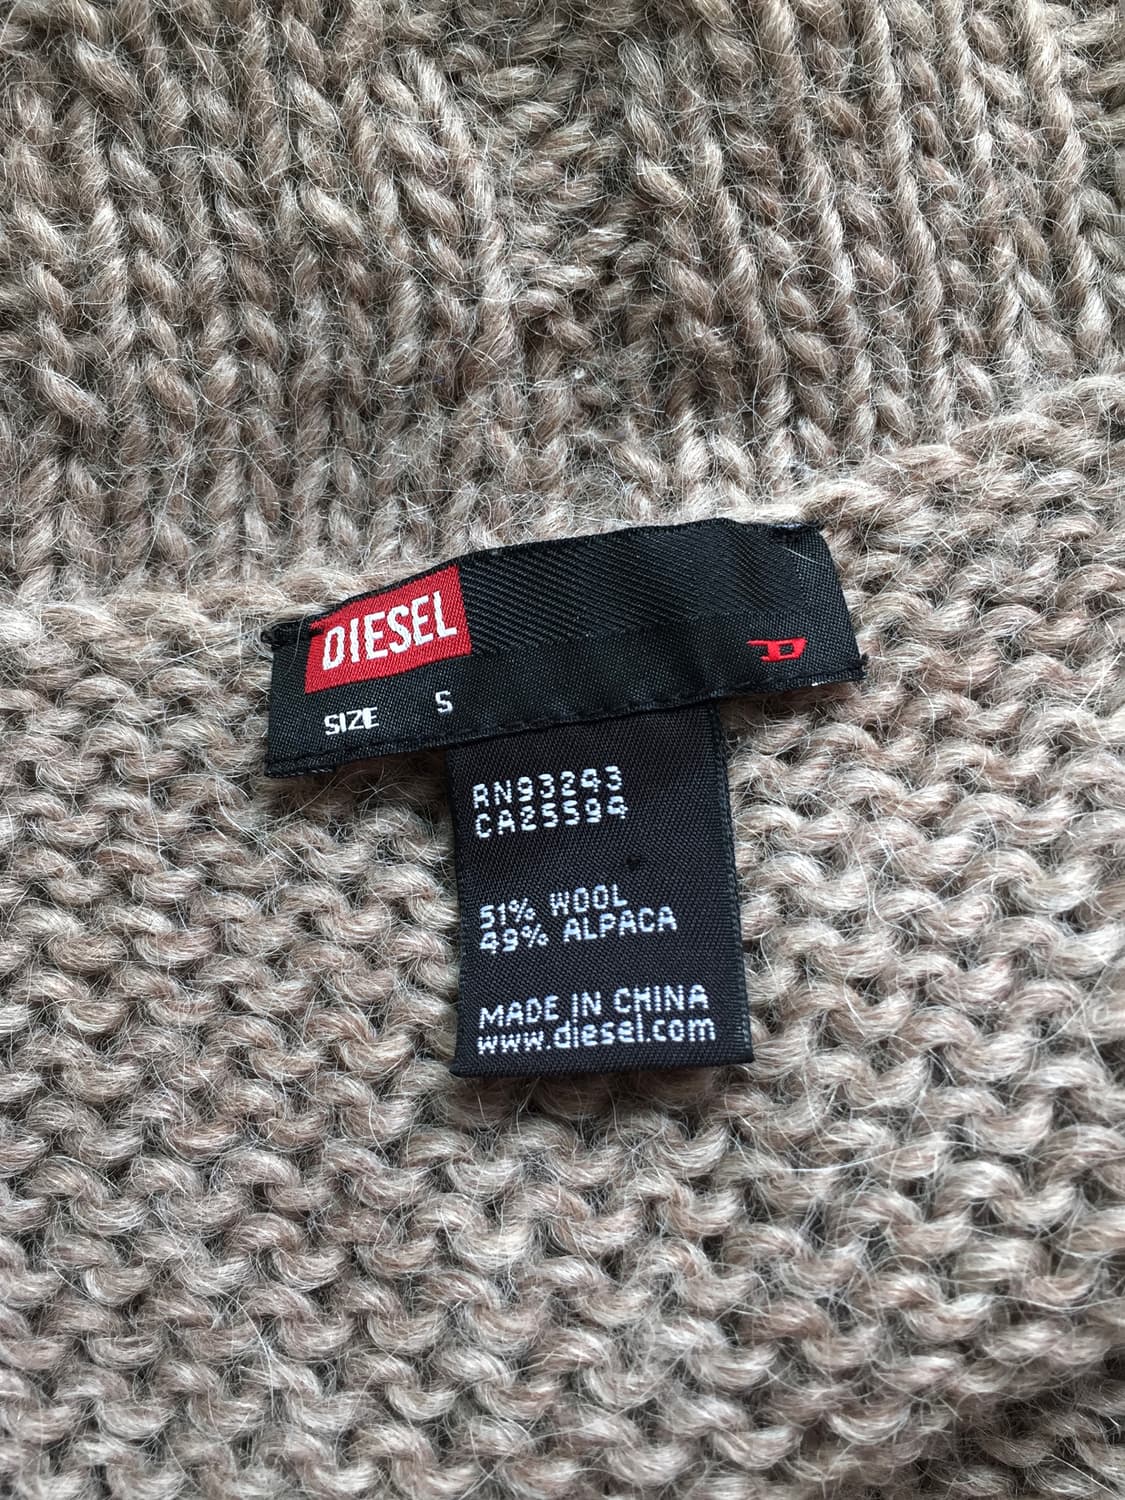 DIESEL
SIZE S
D
RN93243
CA25594
51% WOOL
49% ALPACA
MADE IN CHINA
www.diesel.com